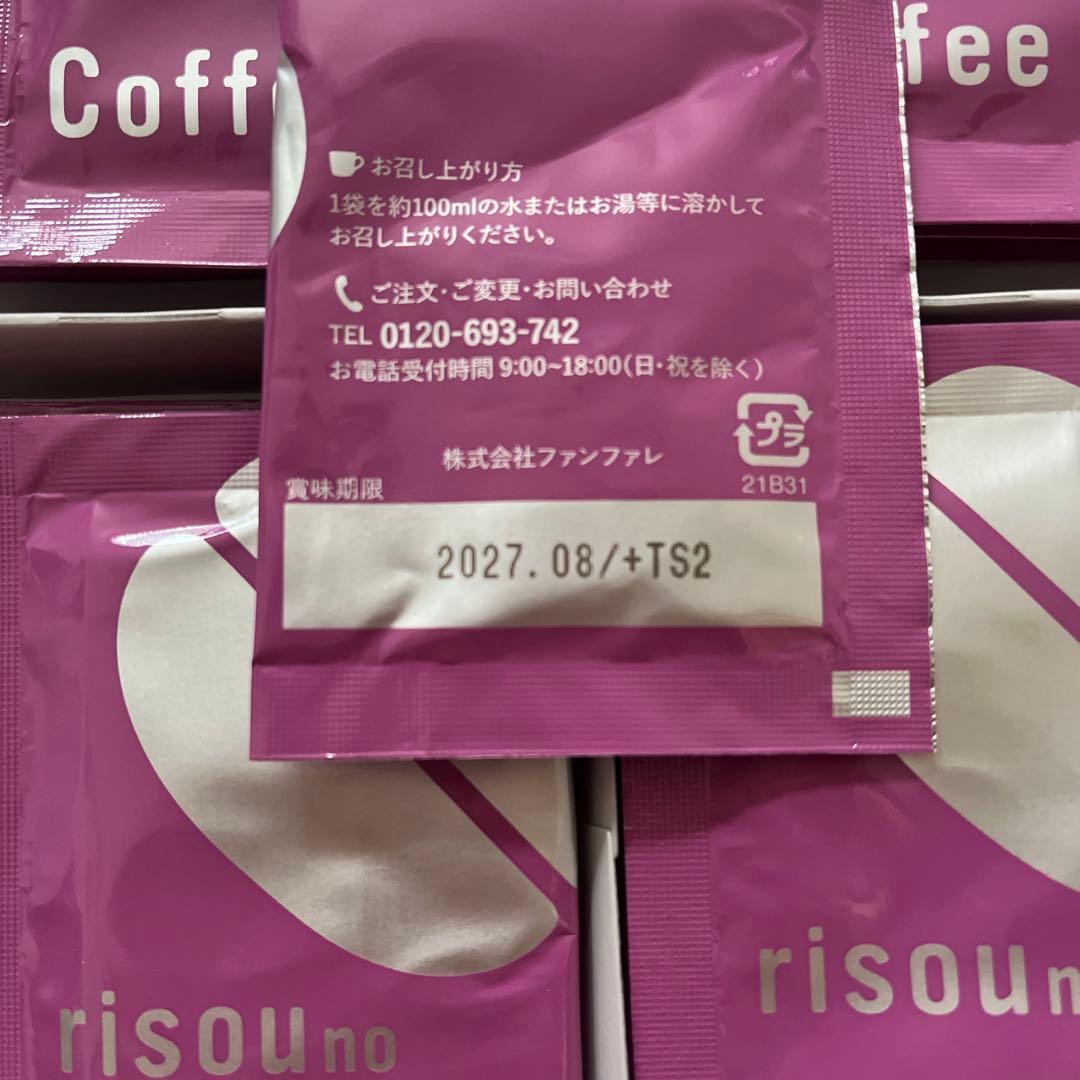 Coff
fee
お召し上がり方
1袋を約100mlの水またはお湯等に溶かして
お召し上がりください。
ご注文・ご変更・お問い合わせ
TEL 0120-693-742
お電話受付時間 9:00~18:00(日・祝を除く)
プラ
株式会社ファンファレ
21B31
賞味期限
2027.08/+TS2
risou no
risou n